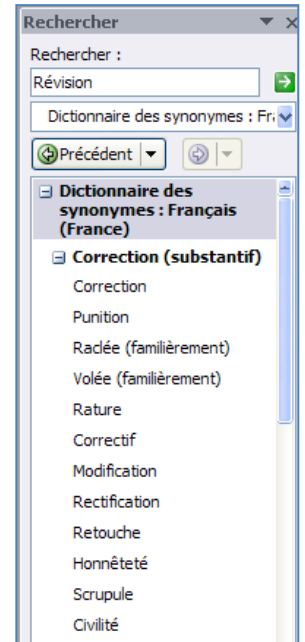 Rechercher
Rechercher :
Révision
Dictionnaire des synonymes : Fra
Précédent
Dictionnaire des
synonymes : Français
(France)
Correction (substantif)
Correction
Punition
Raclée (familièrement)
Volée (familièrement)
Rature
Correctif
Modification
Rectification
Retouche
Honnêteté
Scrupule
Civilité